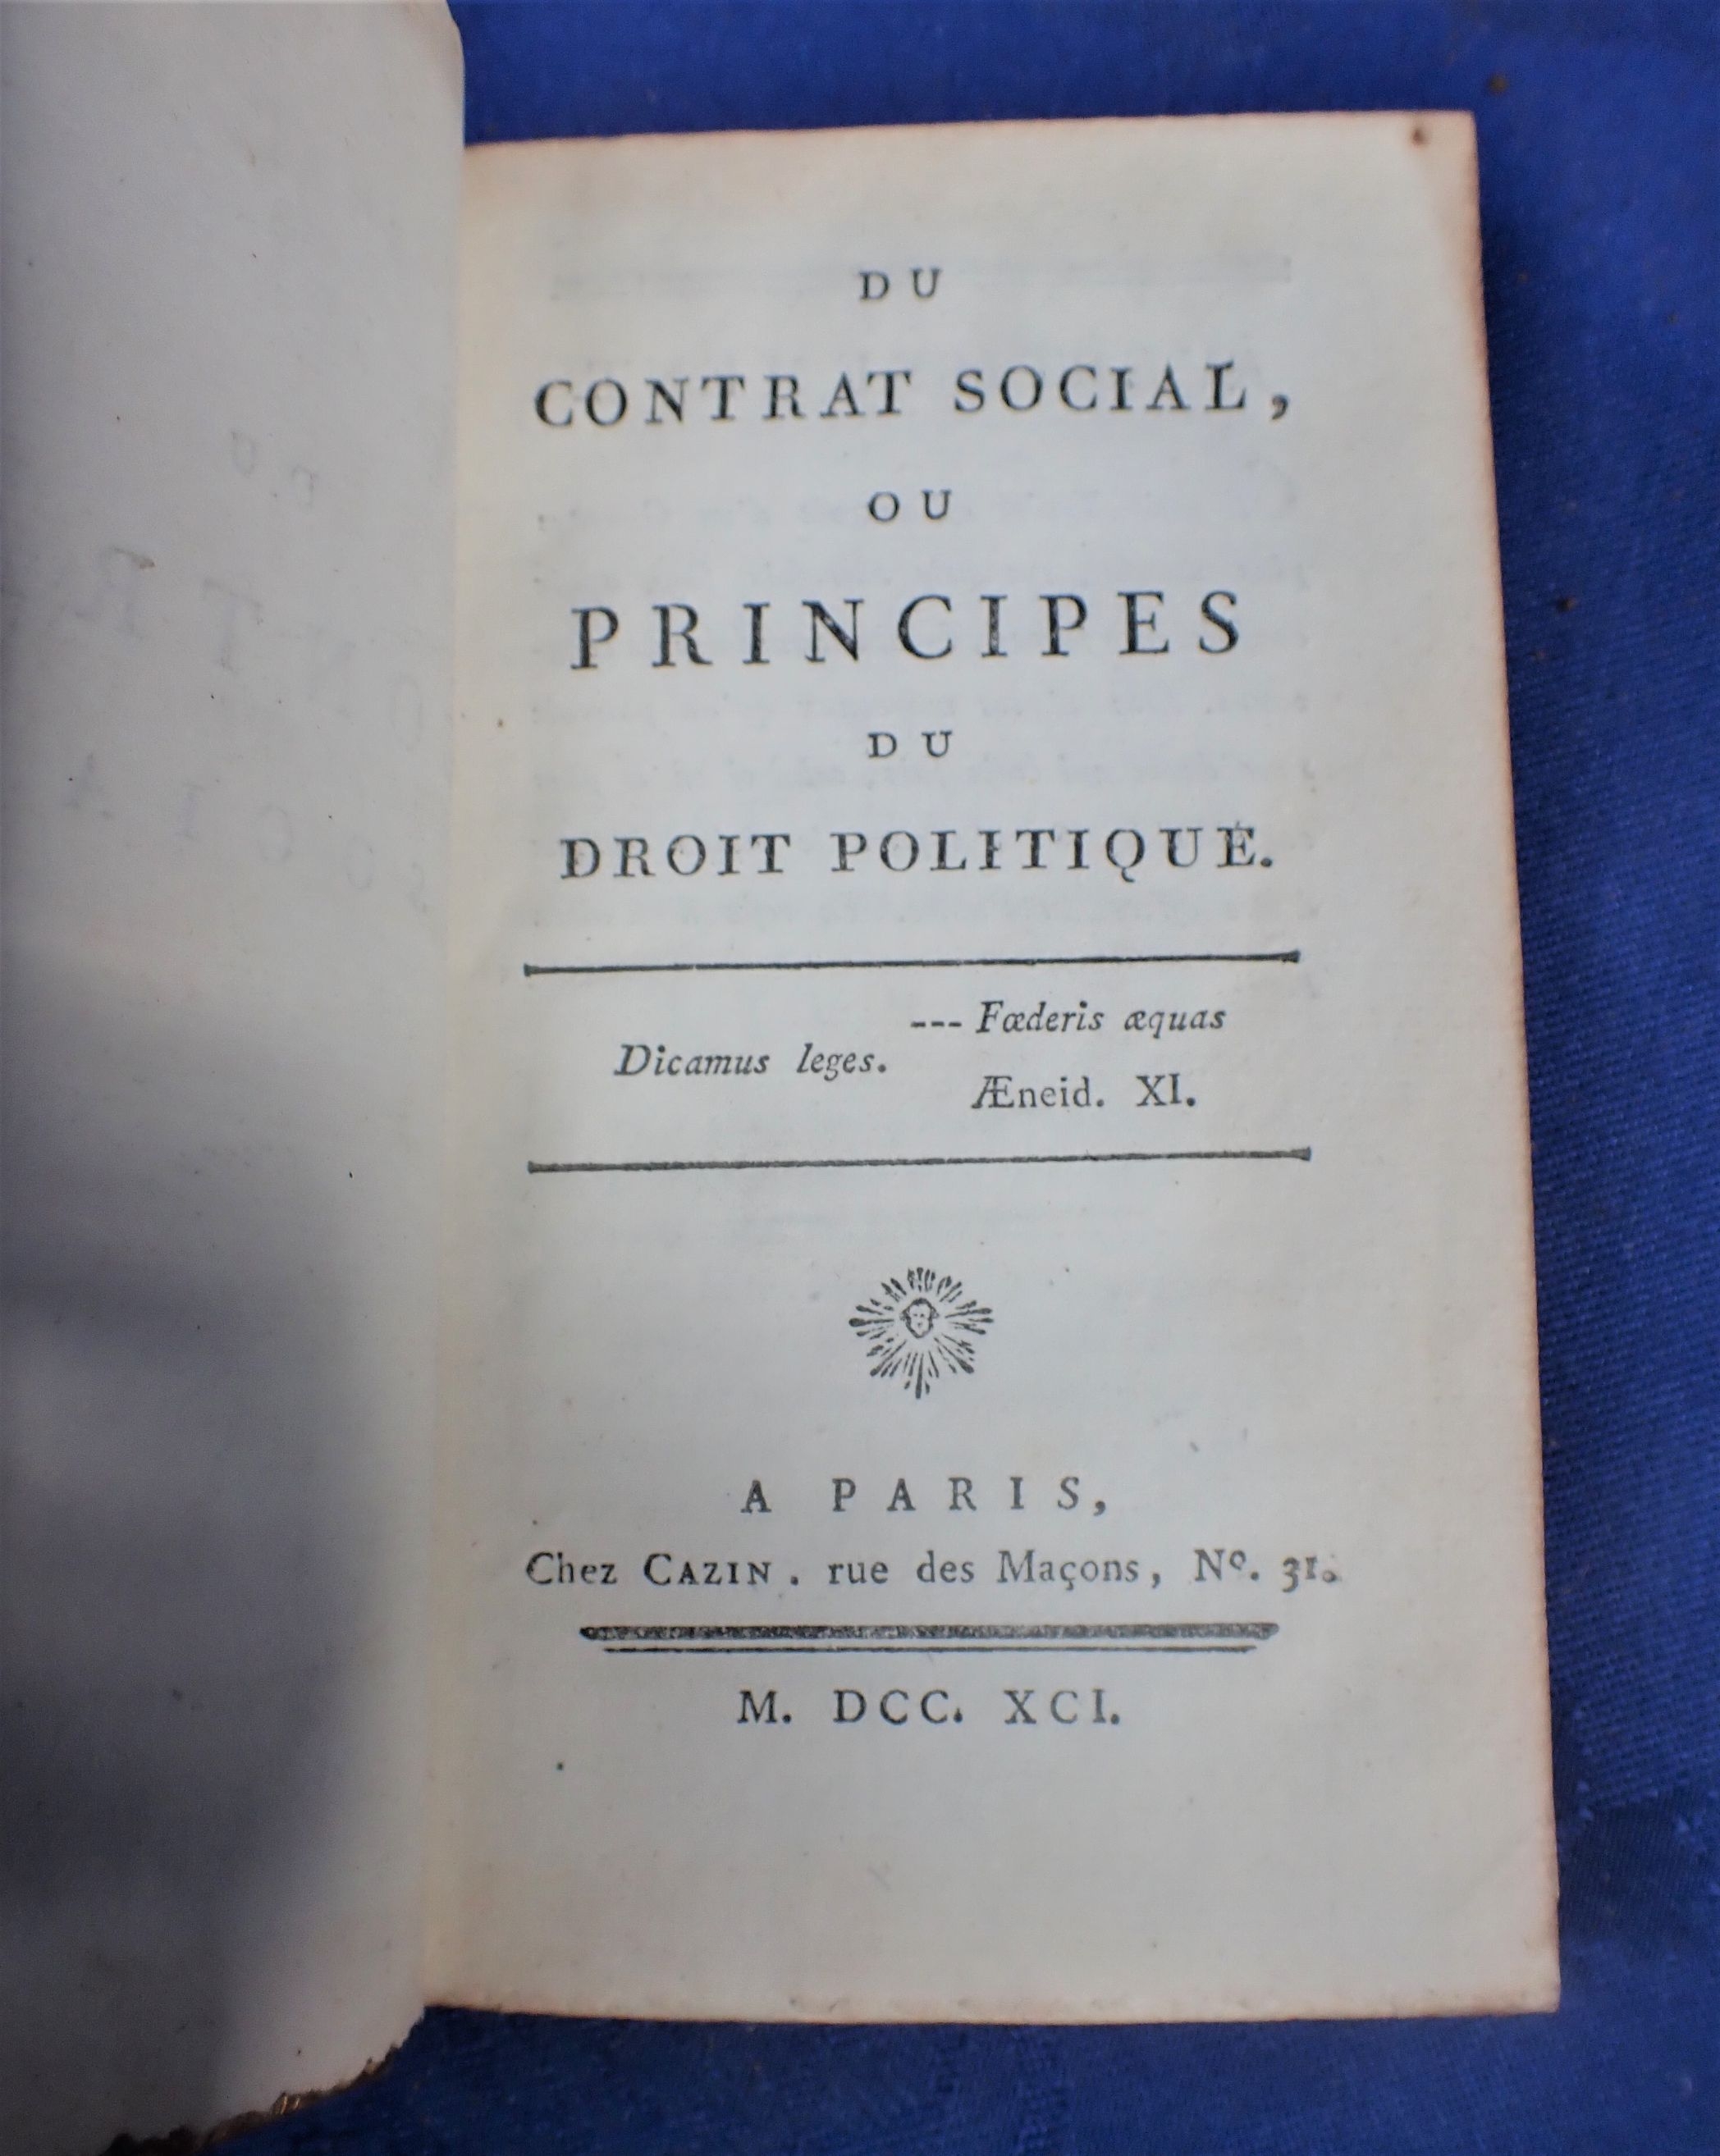 DU
CONTRAT SOCIAL,
OU
PRINCIPES
DU
DROIT POLITIQUE.
--- Fœderis æquas
Dicamus leges.
Æneid. XI.
A PARIS,
Chez CAZIN. rue des Maçons, Nº. 31.
M. DCC. XCI.